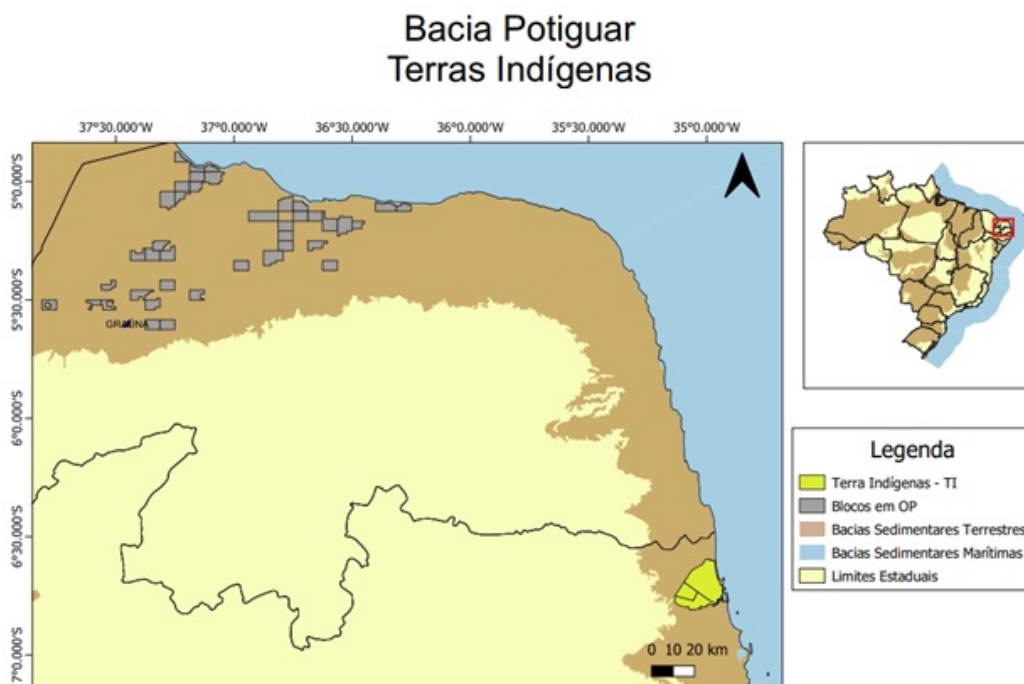 Bacia Potiguar
Terras Indígenas
37°30.000'W 37°0.000'W 36°30.000'W 36°0.000'W 35°30.000'W 35°0.000'W
5°0.000'S
5°30.000'S
6°0.000'S
6°30.000'S
7°0.000'S
GRAÚNA
0 10 20 km
Legenda
Terra Indígenas - TI
Blocos em OP
Bacias Sedimentares Terrestres
Bacias Sedimentares Marítimas
Limites Estaduais